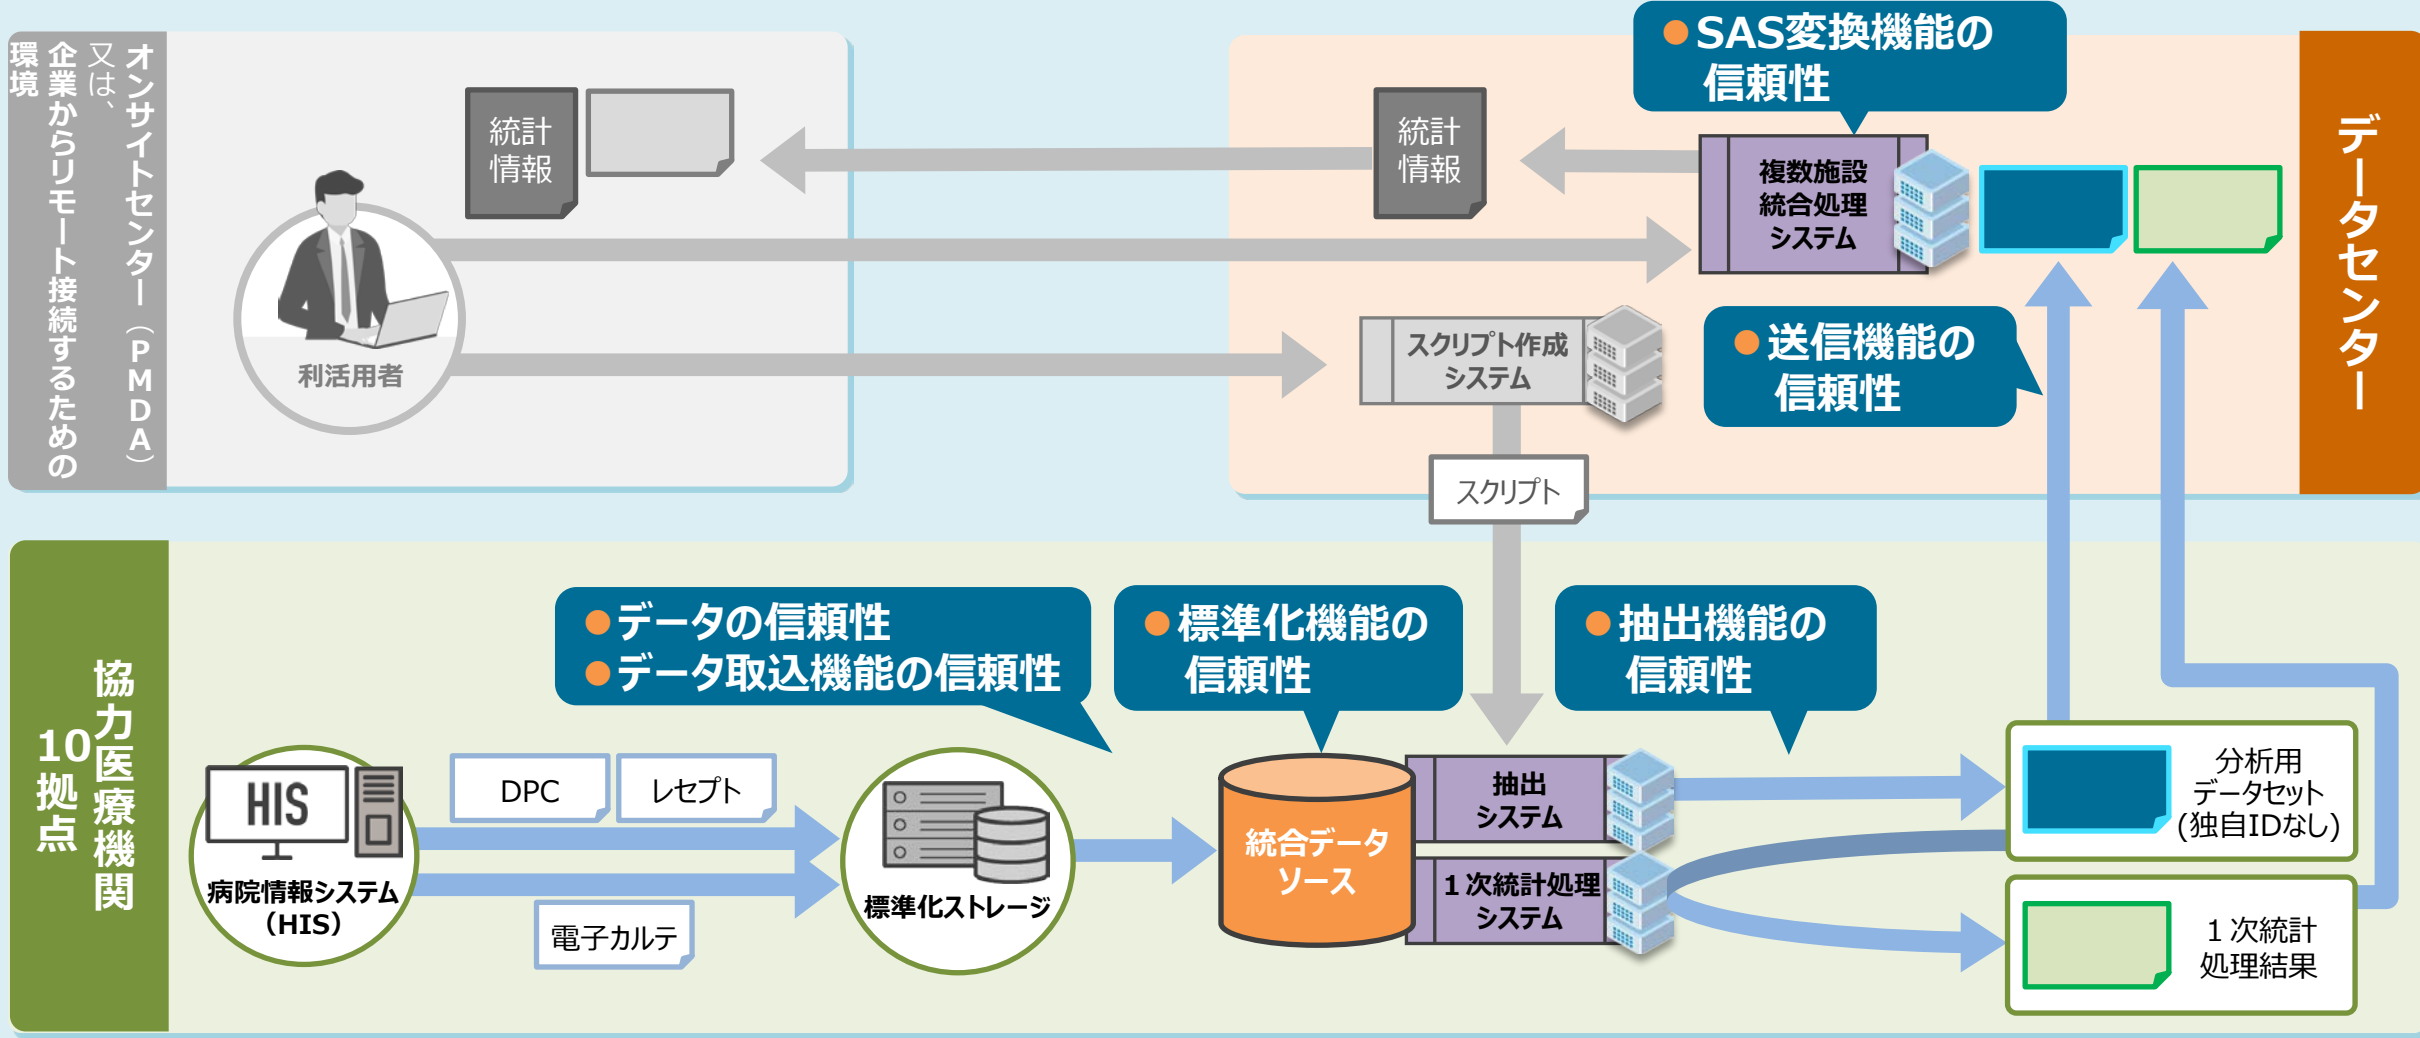 オンサイトセンター（PMDA）
又は、
企業からリモート接続するための
環境
統計
情報
利活用者
統計
情報
●SAS変換機能の
信頼性
複数施設
統合処理
システム
スクリプト作成
システム
●送信機能の
信頼性
データセンター
スクリプト
協力医療機関
10拠点
●データの信頼性
●データ取込機能の信頼性
●標準化機能の
信頼性
●抽出機能の
信頼性
HIS
病院情報システム
（HIS）
DPC
レセプト
電子カルテ
標準化ストレージ
統合データ
ソース
抽出
システム
１次統計処理
システム
分析用
データセット
(独自IDなし)
１次統計
処理結果